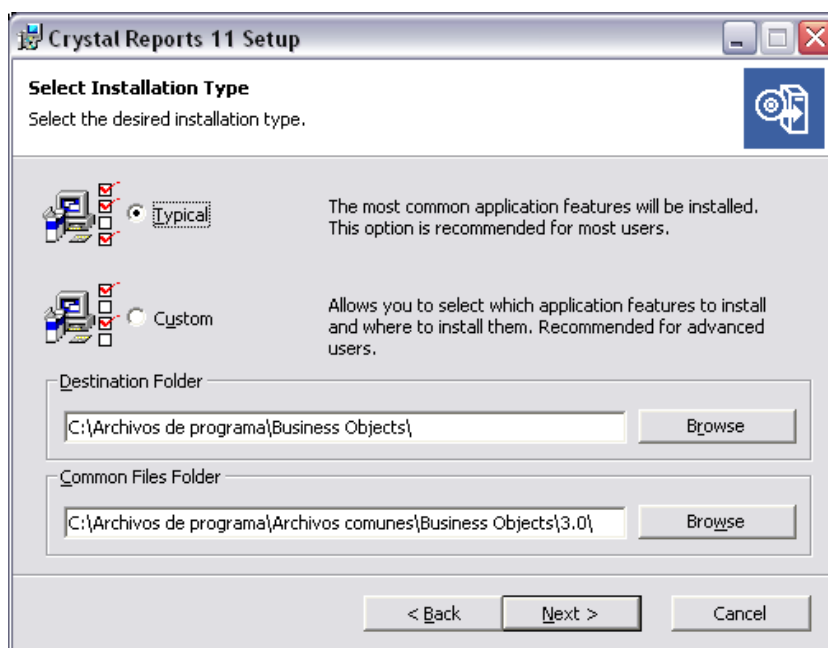 Crystal Reports 11 Setup
Select Installation Type
Select the desired installation type.
Typical
The most common application features will be installed.
This option is recommended for most users.
Custom
Allows you to select which application features to install
and where to install them. Recommended for advanced
users.
Destination Folder
C:\Archivos de programa\Business Objects\
Browse
Common Files Folder
C:\Archivos de programa\Archivos comunes\Business Objects\3.0\
Browse
< Back
Next >
Cancel